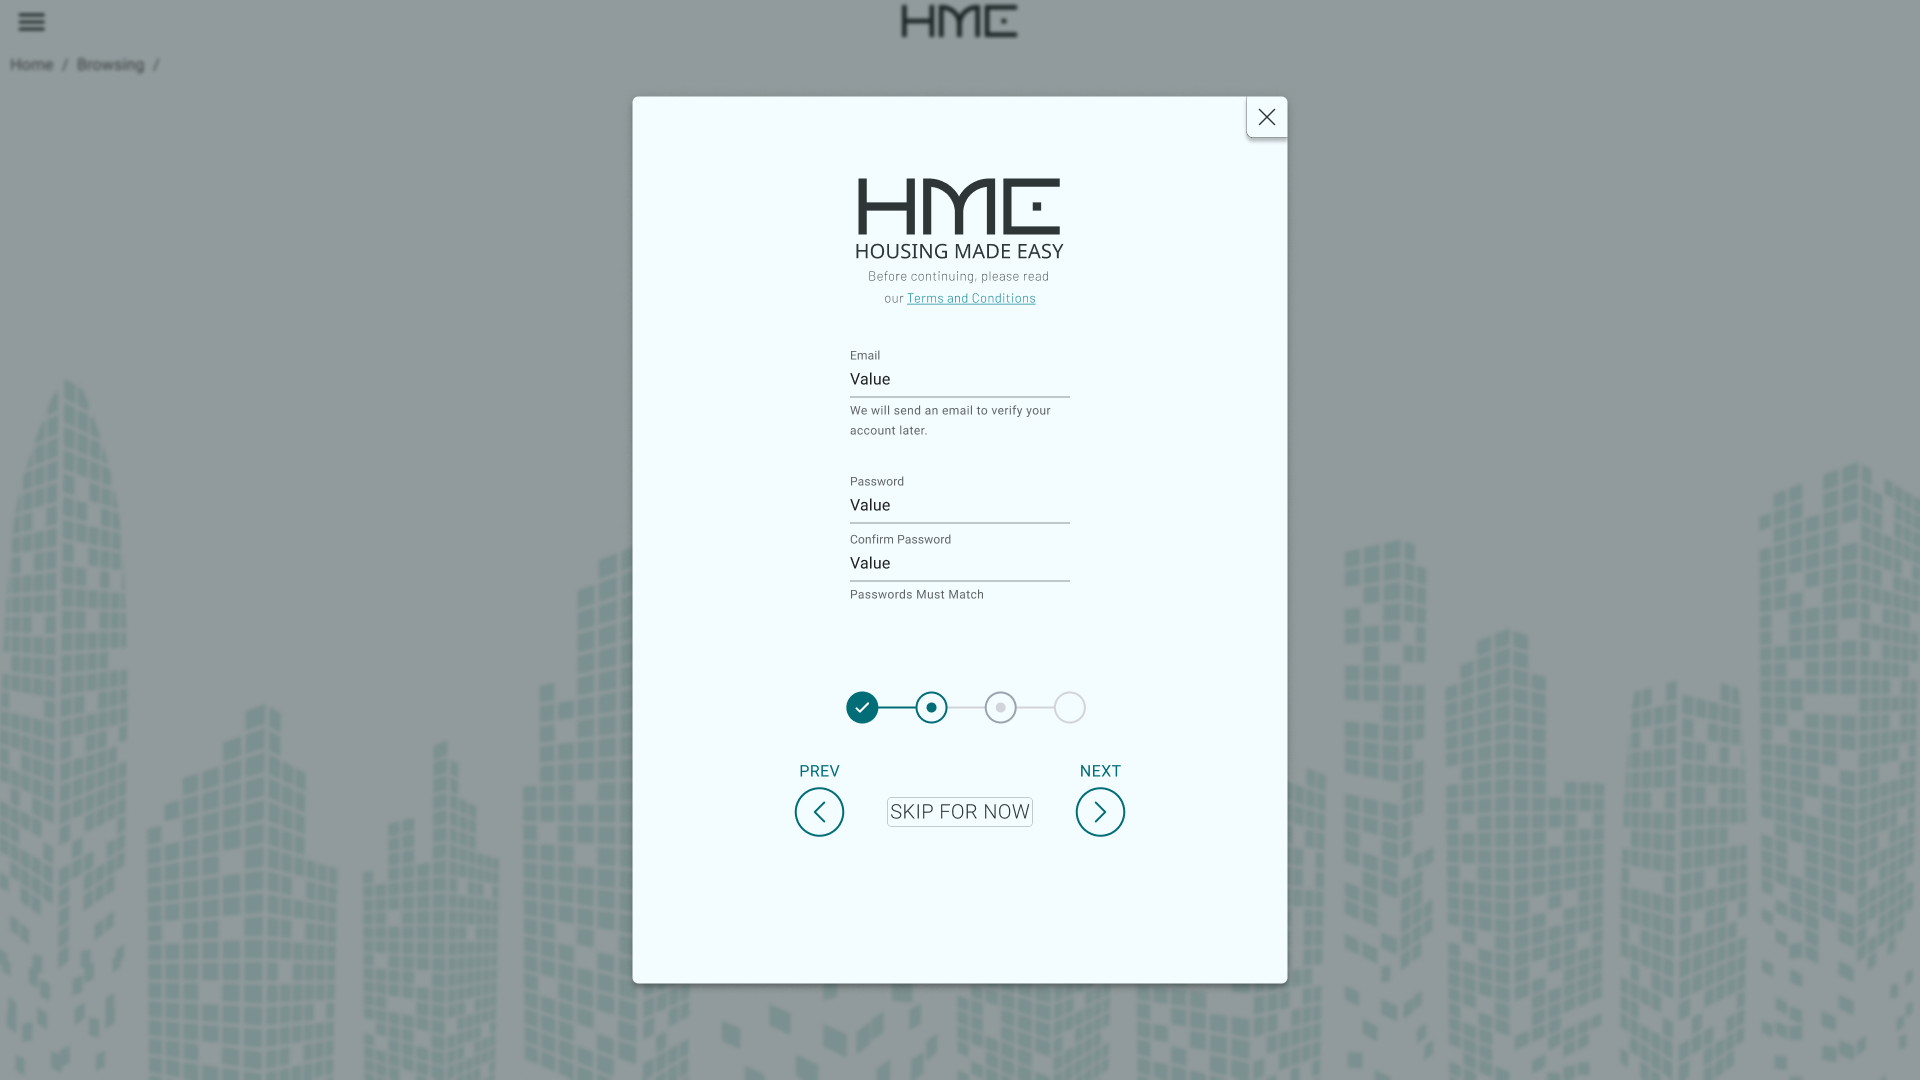 HME
Home / Browsing /
HME
HOUSING MADE EASY
Before continuing, please read
our Terms and Conditions
Email
Value
We will send an email to verify your
account later.
Password
Value
Confirm Password
Value
Passwords Must Match
PREV
NEXT
SKIP FOR NOW